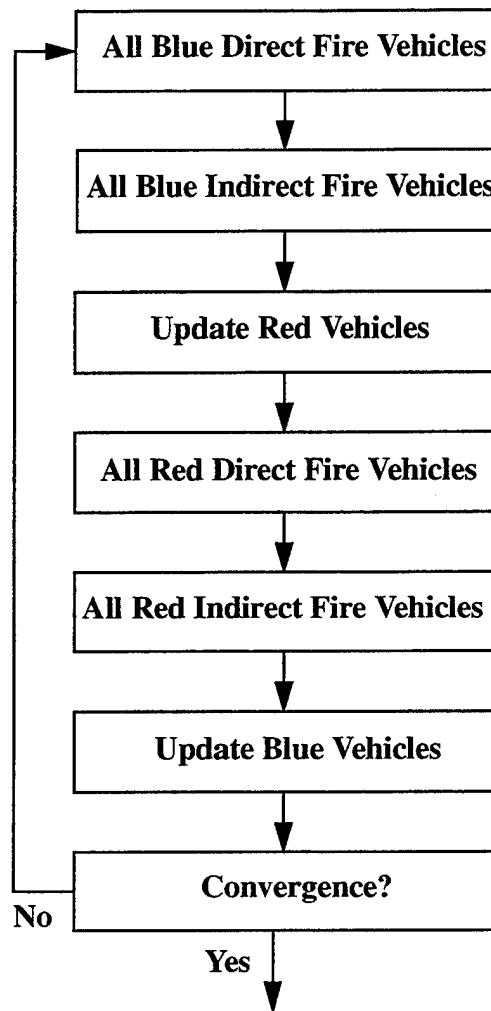 All Blue Direct Fire Vehicles
All Blue Indirect Fire Vehicles
Update Red Vehicles
All Red Direct Fire Vehicles
All Red Indirect Fire Vehicles
Update Blue Vehicles
Convergence?
No
Yes